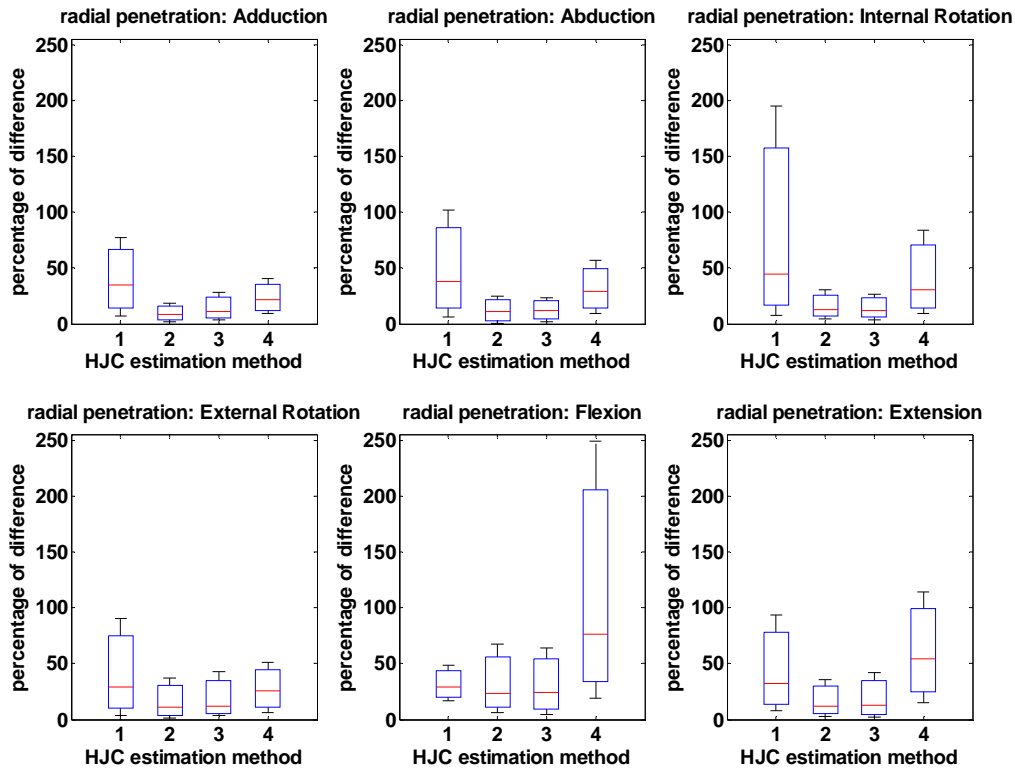 radial penetration: Adduction
percentage of difference
250
200
150
100
50
0
1 2 3 4
HJC estimation method
radial penetration: Abduction
percentage of difference
250
200
150
100
50
0
1 2 3 4
HJC estimation method
radial penetration: Internal Rotation
percentage of difference
250
200
150
100
50
0
1 2 3 4
HJC estimation method
radial penetration: External Rotation
percentage of difference
250
200
150
100
50
0
1 2 3 4
HJC estimation method
radial penetration: Flexion
percentage of difference
250
200
150
100
50
0
1 2 3 4
HJC estimation method
radial penetration: Extension
percentage of difference
250
200
150
100
50
0
1 2 3 4
HJC estimation method